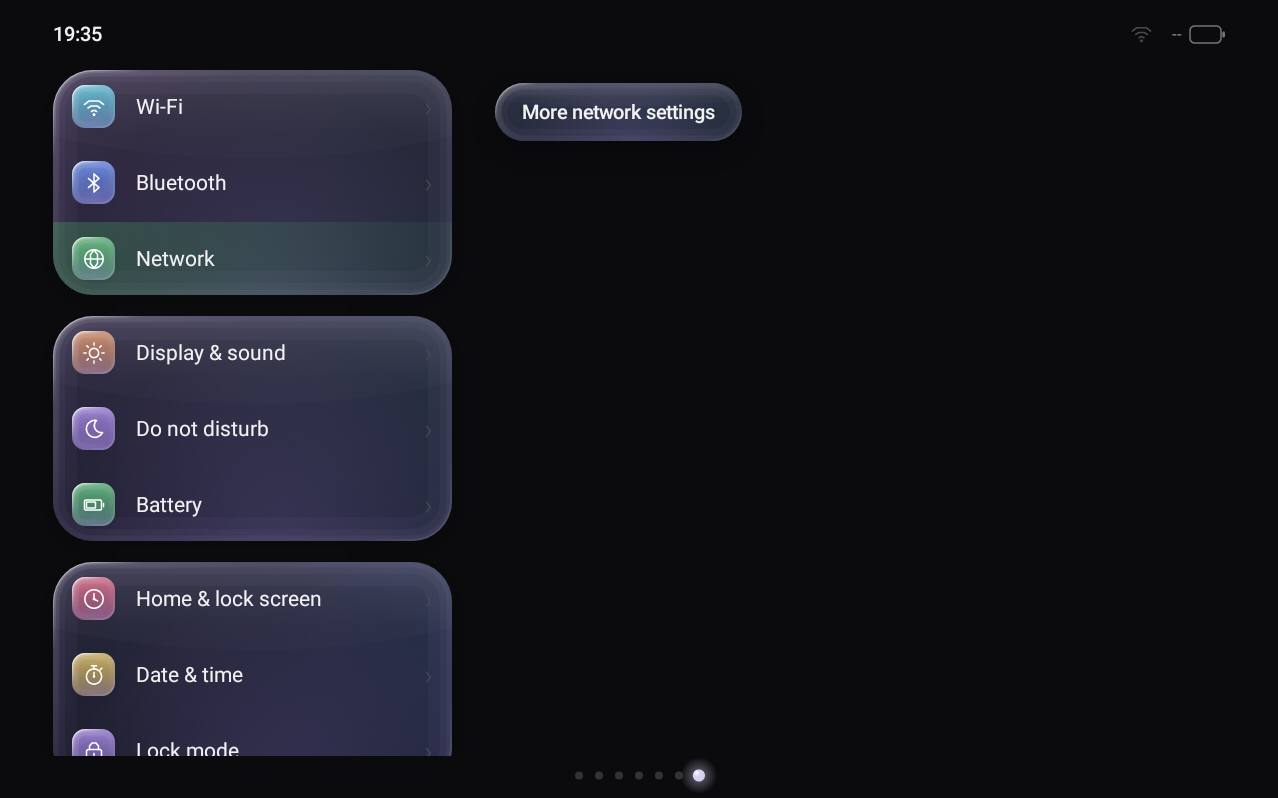 19:35
--
Wi-Fi
More network settings
Bluetooth
Network
Display & sound
Do not disturb
Battery
Home & lock screen
Date & time
Lock mode